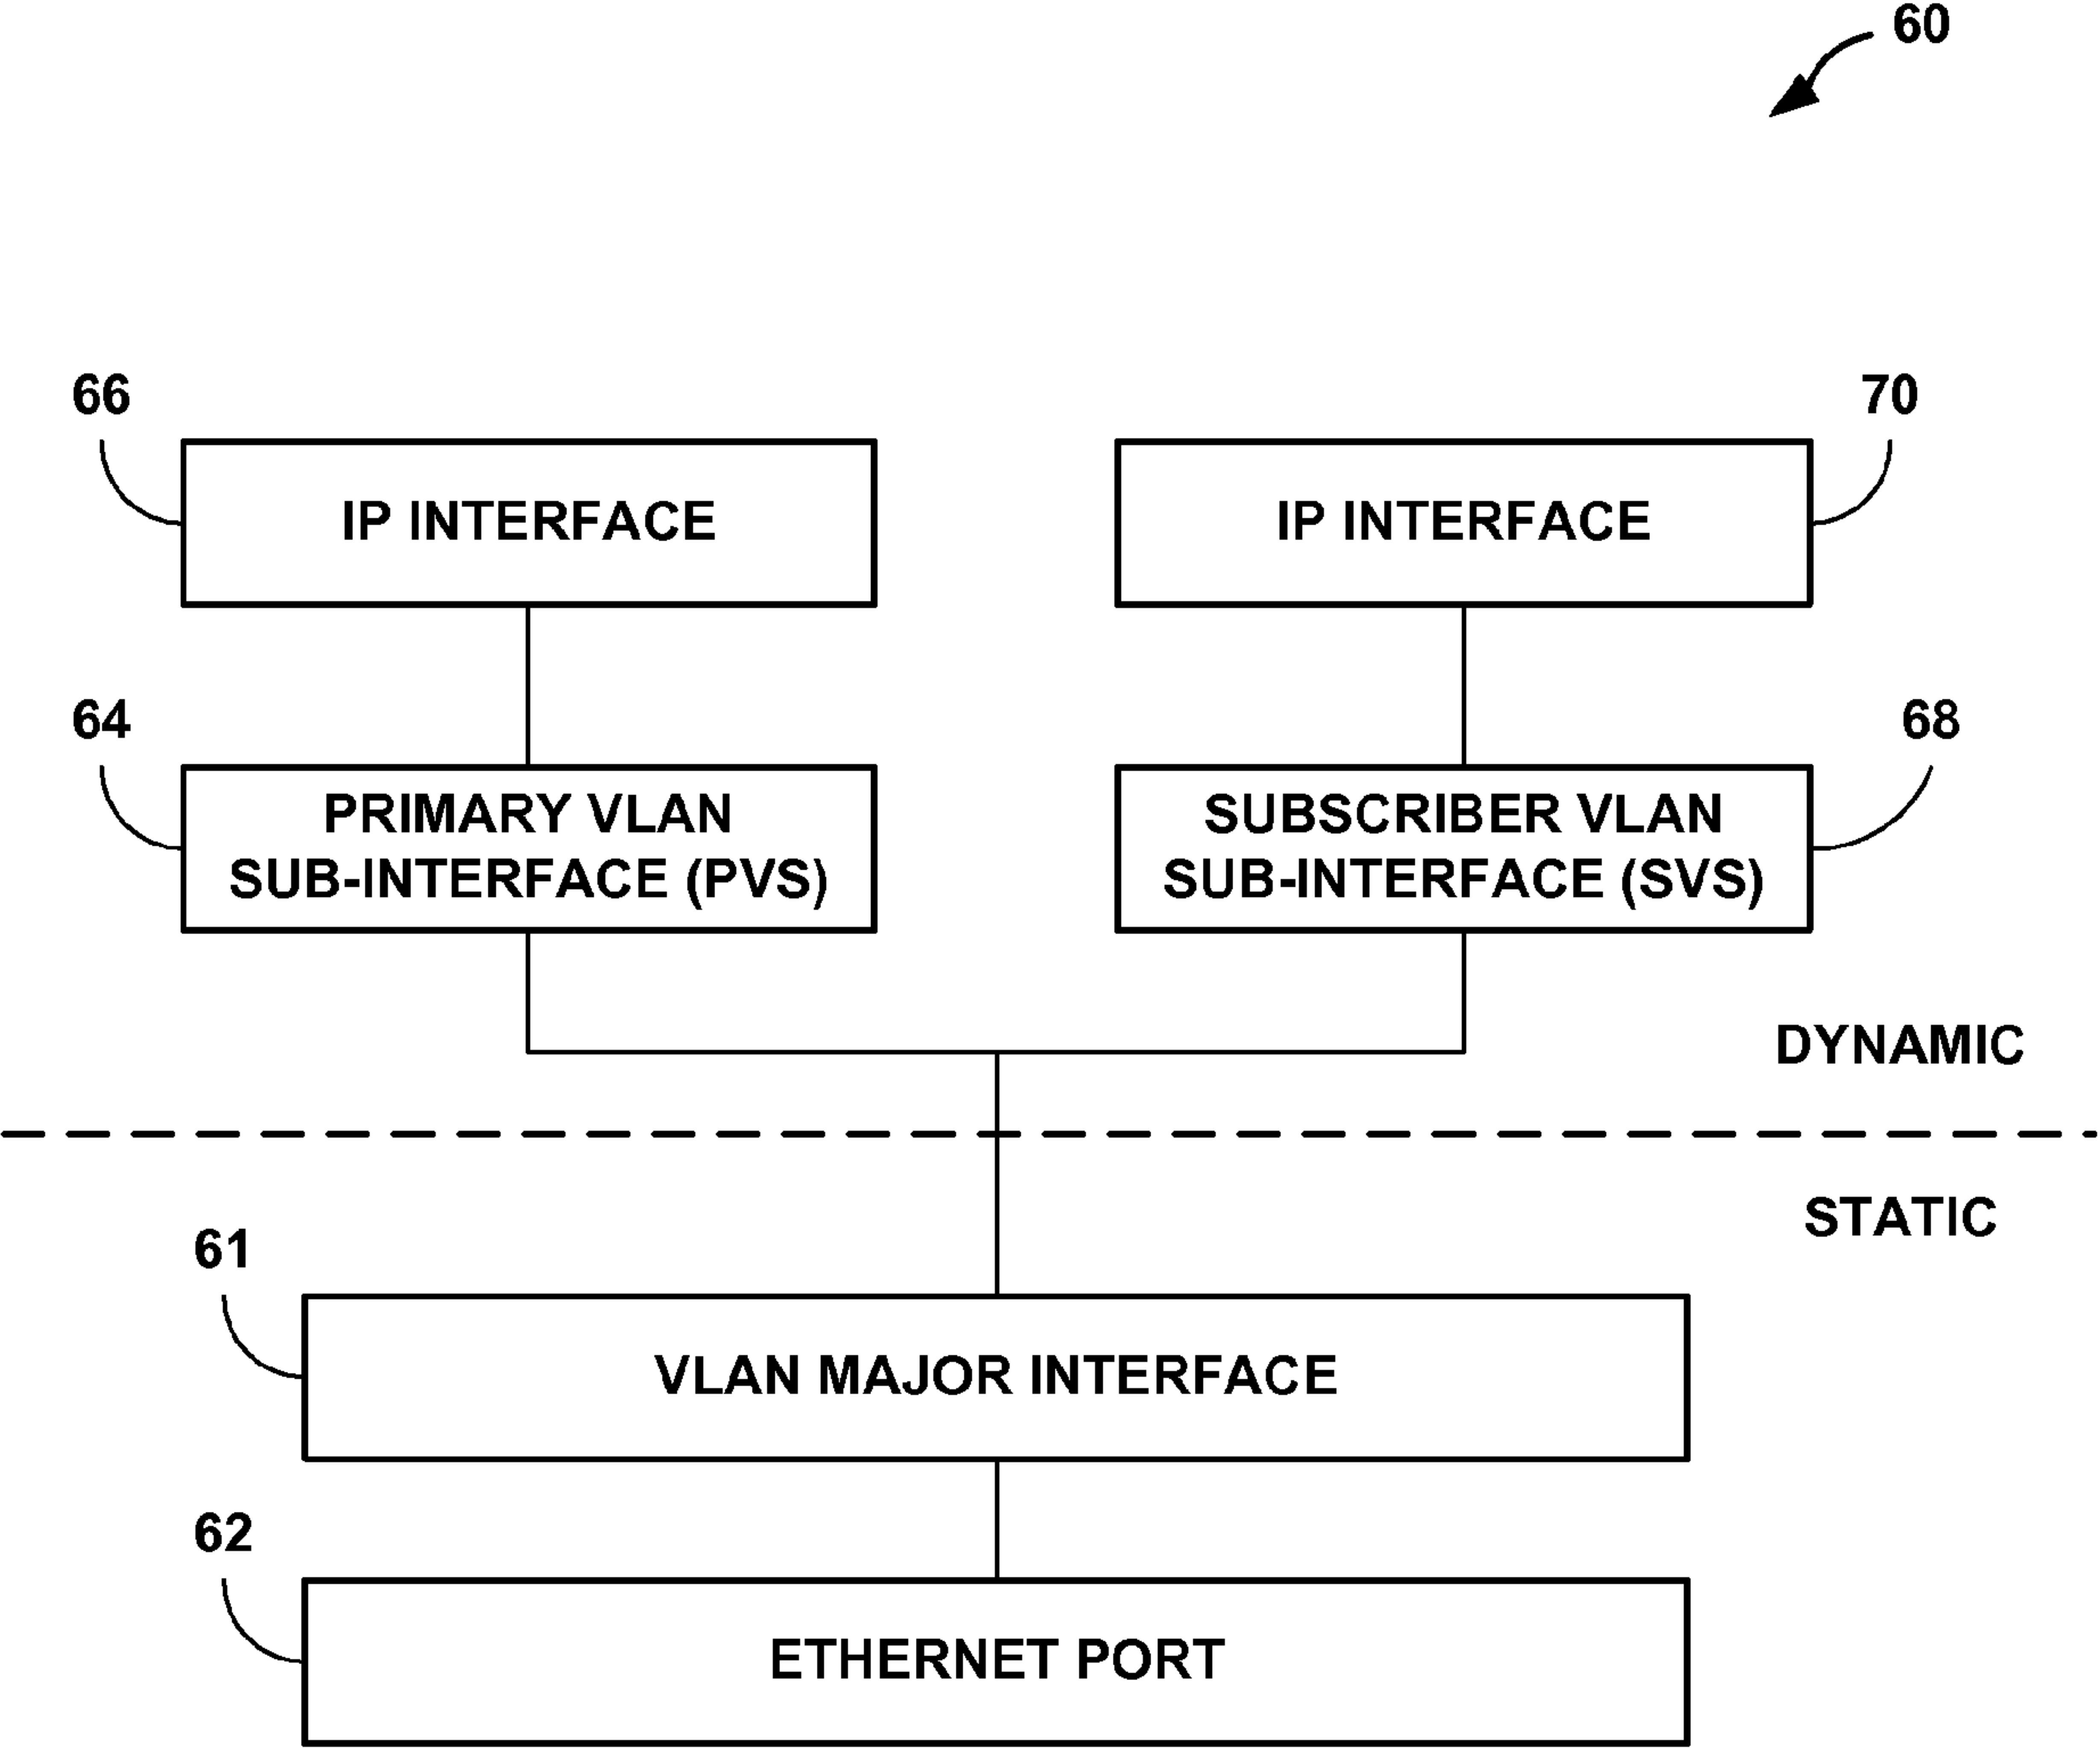 60
66
70
IP INTERFACE
IP INTERFACE
64
68
PRIMARY VLAN
SUB-INTERFACE (PVS)
SUBSCRIBER VLAN
SUB-INTERFACE (SVS)
DYNAMIC
STATIC
61
VLAN MAJOR INTERFACE
62
ETHERNET PORT